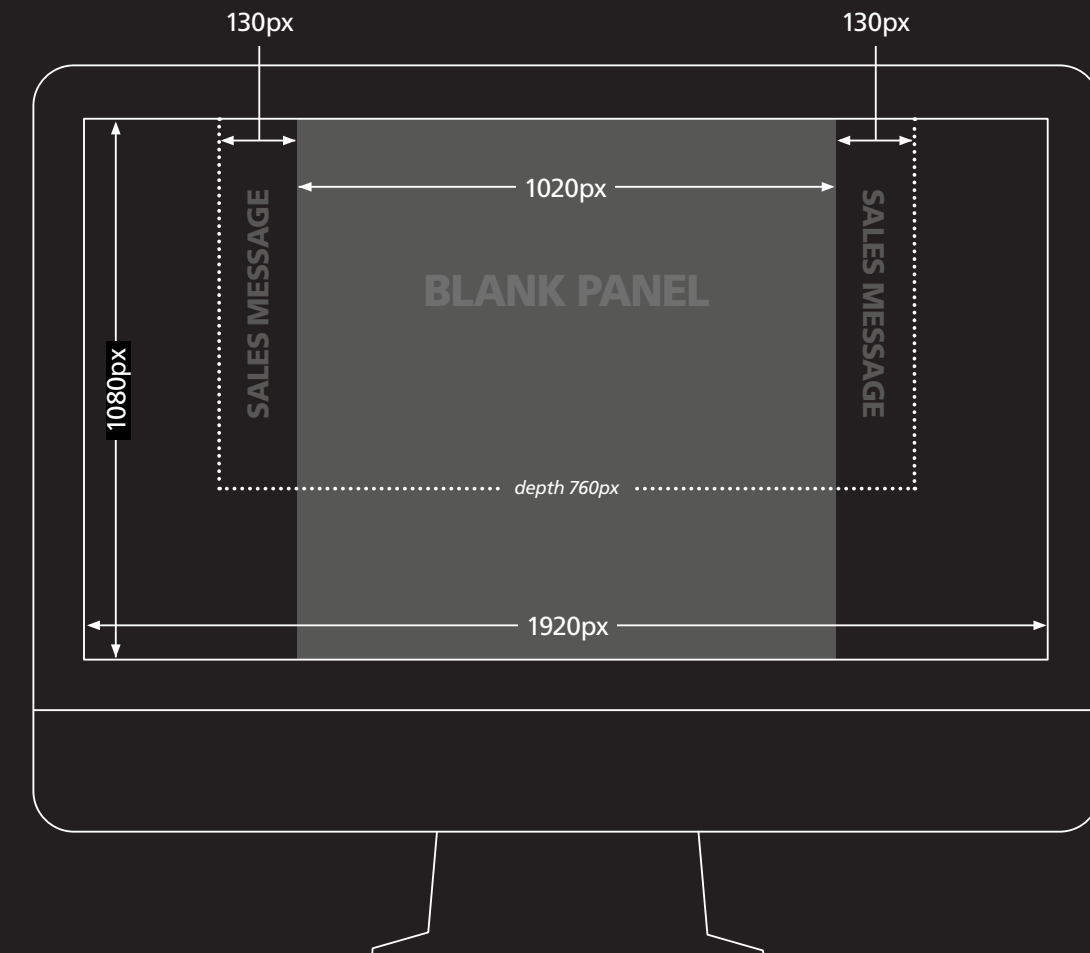 130px
130px
1020px
SALES MESSAGE
SALES MESSAGE
BLANK PANEL
1080px
depth 760px
1920px